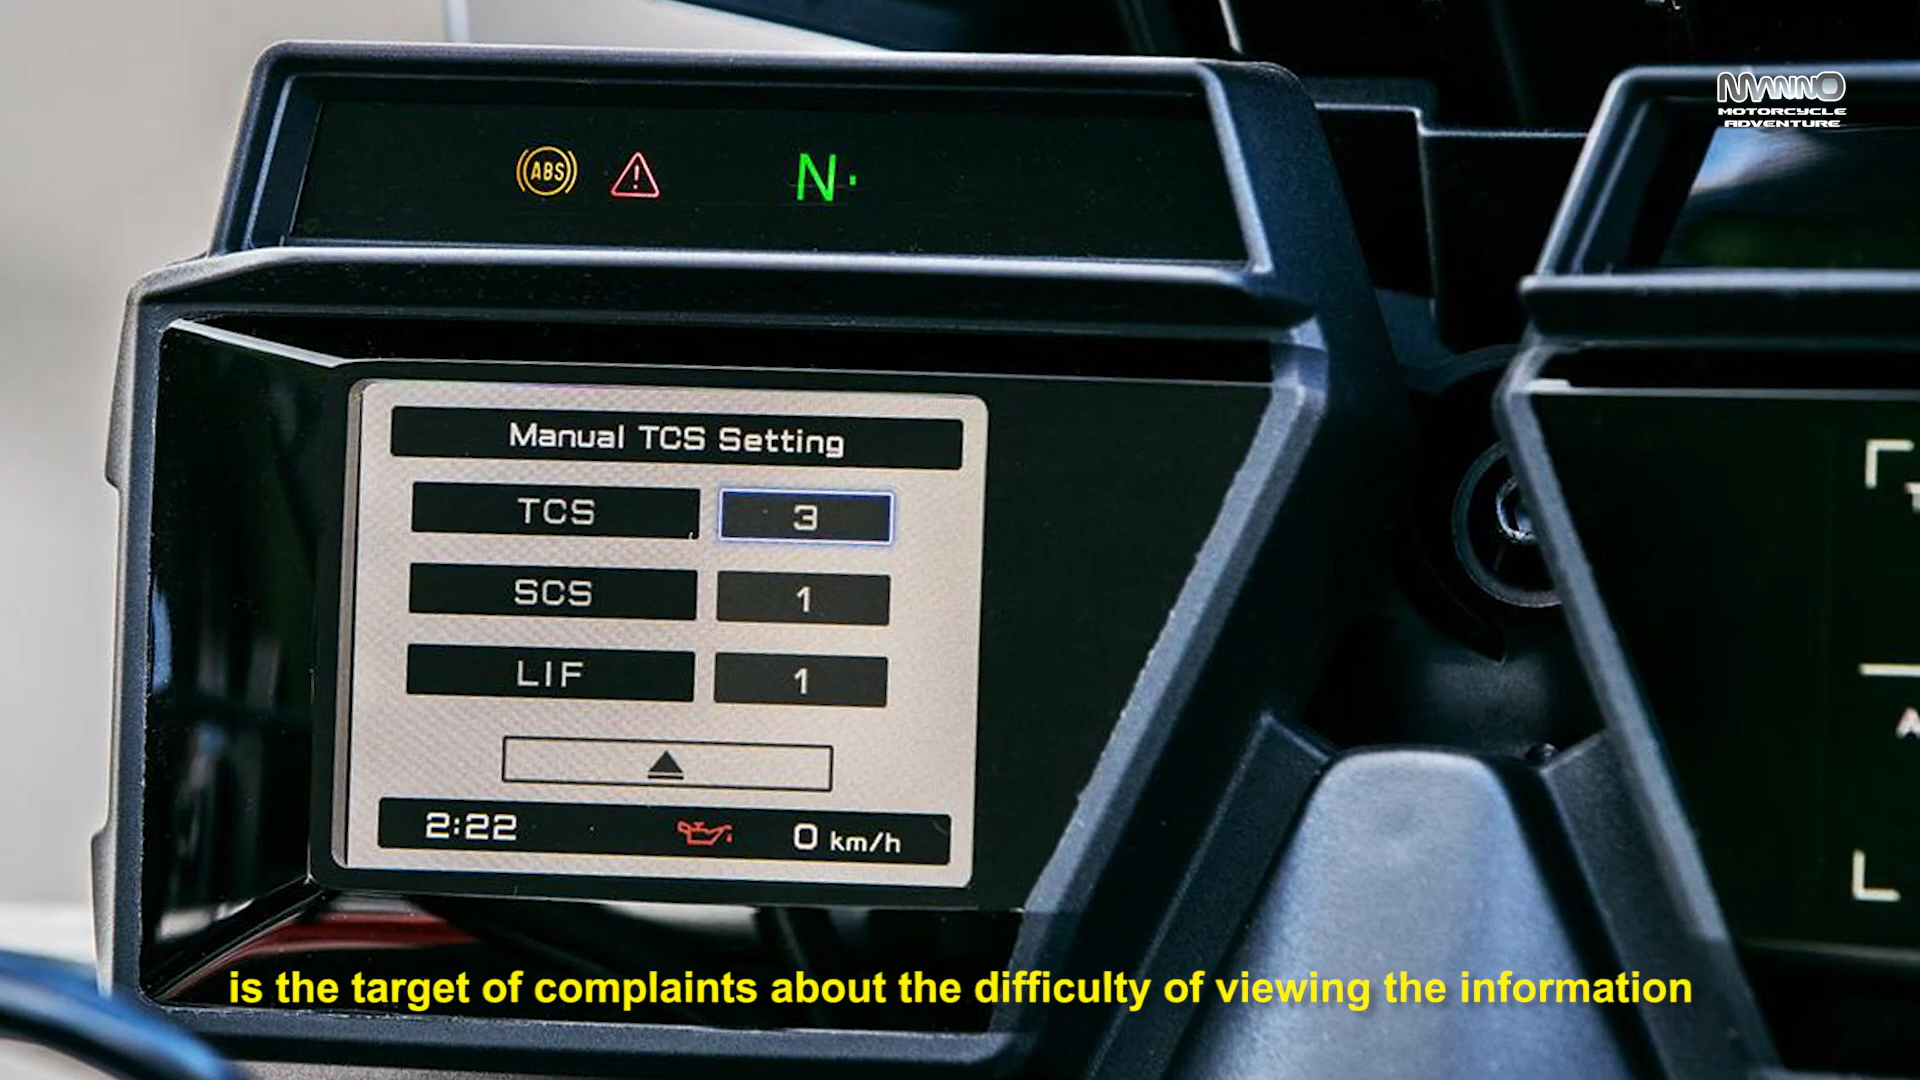 MANNO
MOTORCYCLE
ADVENTURE
ABS
N
Manual TCS Setting
TCS 3
SCS 1
LIF 1
2:22 0 km/h
is the target of complaints about the difficulty of viewing the information